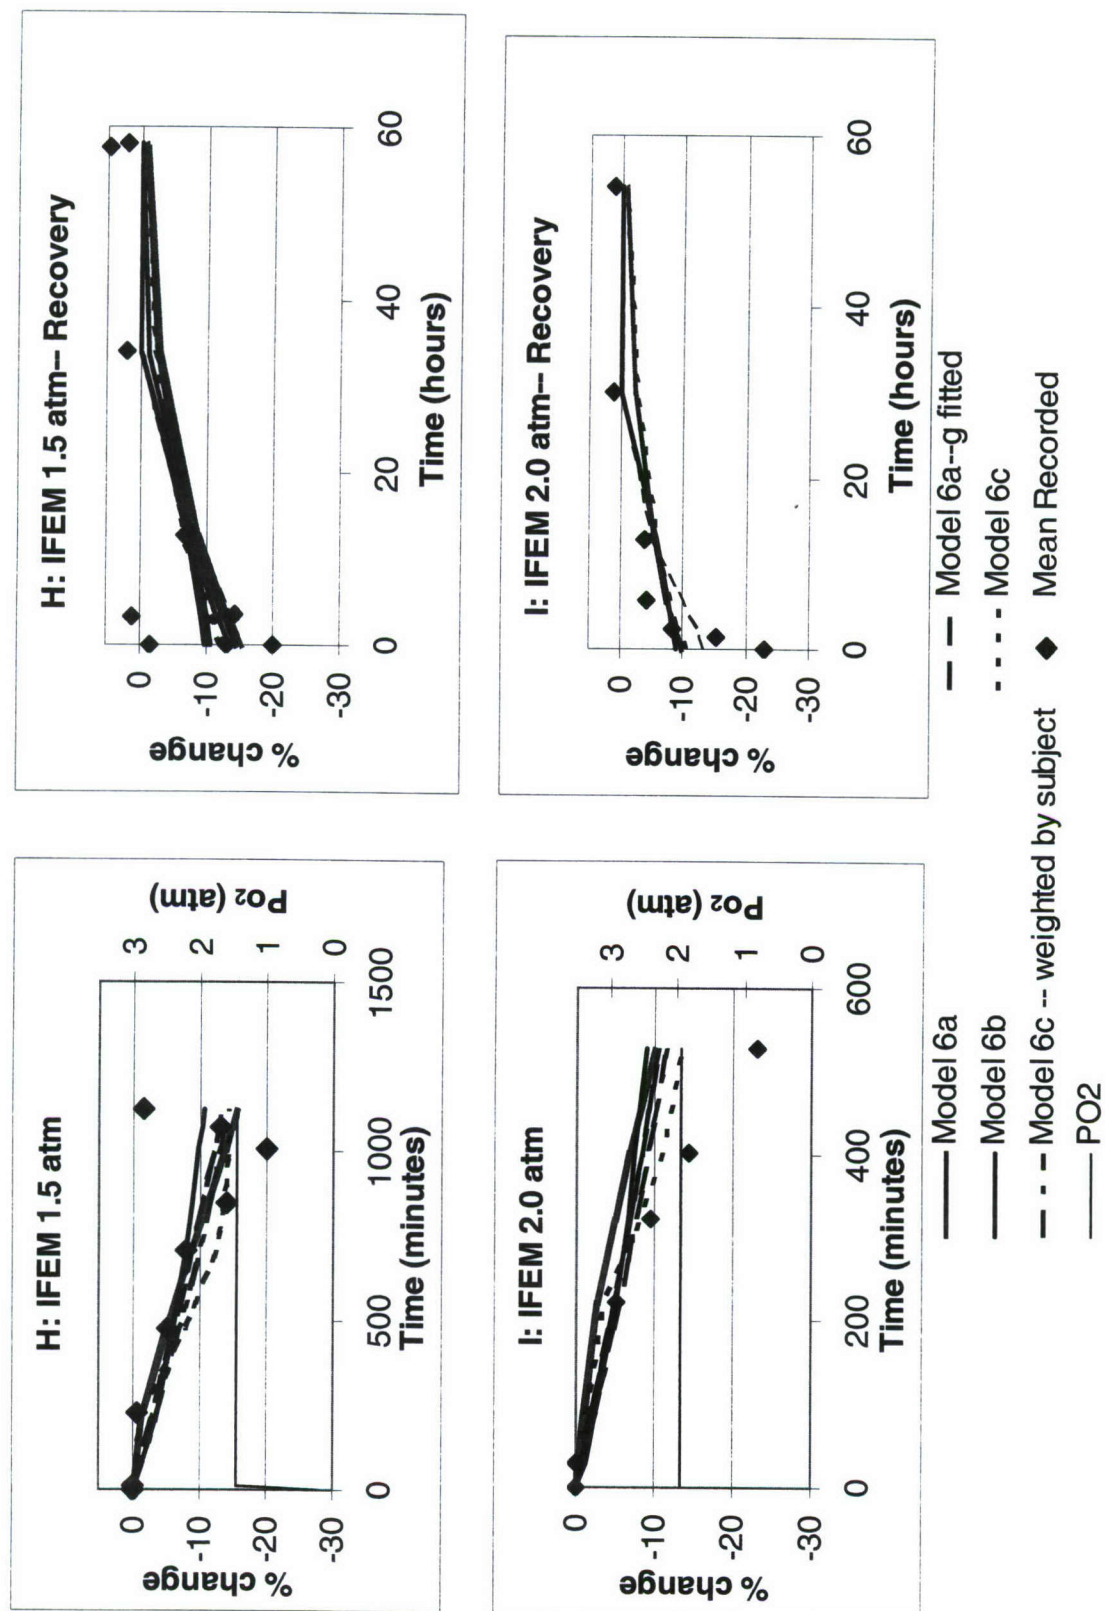 H: IFEM 1.5 atm
% change
0
-10
-20
-30
3
2
1
0
Po2 (atm)
0
500
1000
1500
Time (minutes)
H: IFEM 1.5 atm-- Recovery
% change
0
-10
-20
-30
0
20
40
60
Time (hours)
I: IFEM 2.0 atm
% change
0
-10
-20
-30
3
2
1
0
Po2 (atm)
0
200
400
600
Time (minutes)
I: IFEM 2.0 atm-- Recovery
% change
0
-10
-20
-30
0
20
40
60
Time (hours)
Model 6a
Model 6a--g fitted
Model 6b
Model 6c
Model 6c -- weighted by subject
Mean Recorded
PO2